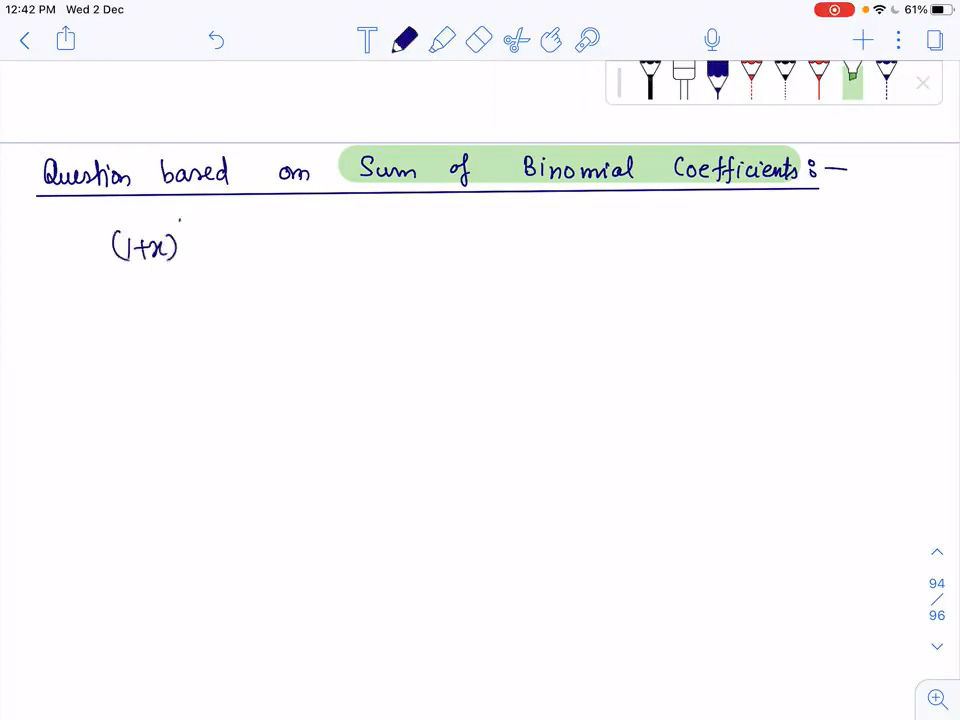 12:42 PM Wed 2 Dec
61%
T
Question based on Sum of Binomial Coefficients :—
(1+x)
94
/
96